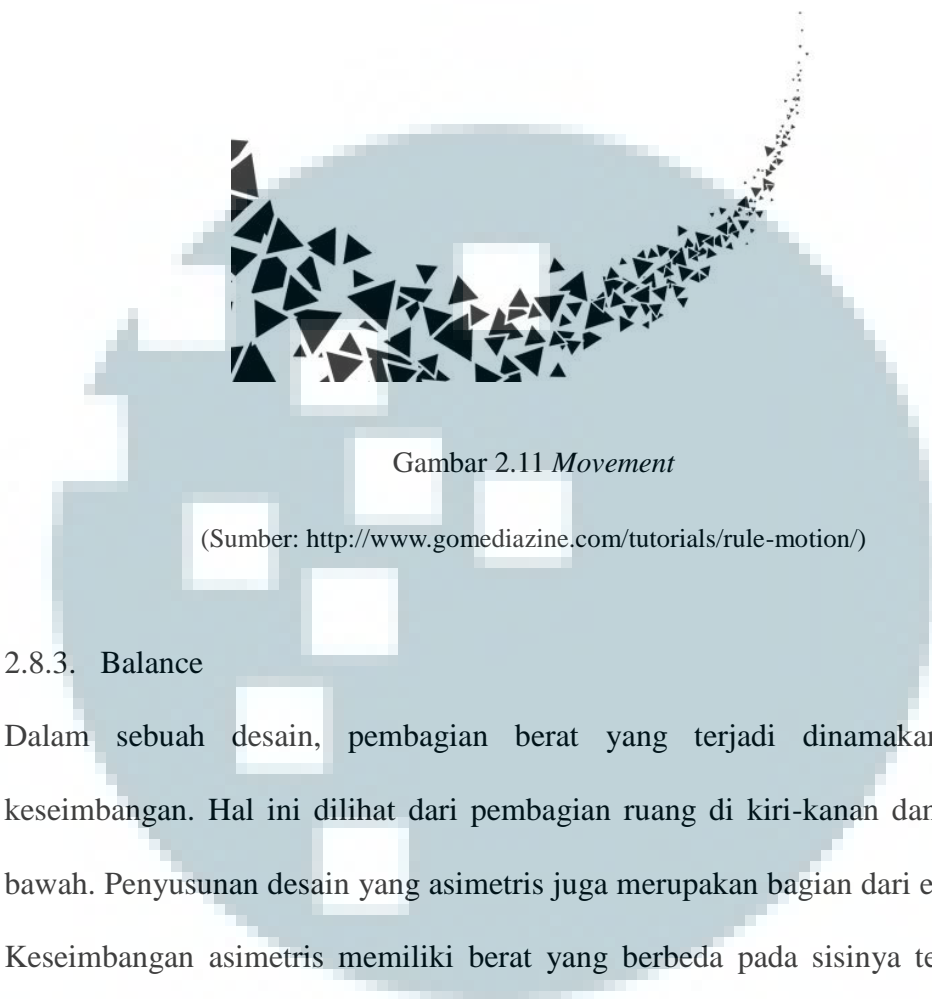 Gambar 2.11 Movement
(Sumber: http://www.gomediazine.com/tutorials/rule-motion/)
2.8.3. Balance
Dalam sebuah desain, pembagian berat yang terjadi dinamakan
keseimbangan. Hal ini dilihat dari pembagian ruang di kiri-kanan dan
bawah. Penyusunan desain yang asimetris juga merupakan bagian dari
Keseimbangan asimetris memiliki berat yang berbeda pada sisinya